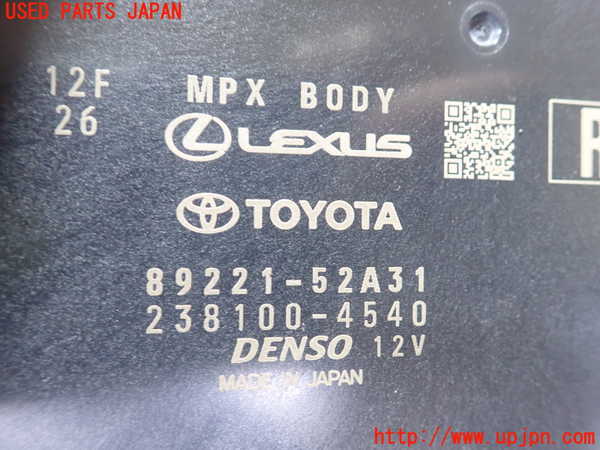 USED PARTS JAPAN
12F MPX BODY
26
LEXUS
R
TOYOTA
89221-52A31
238100-4540
DENSO 12V
MADE IN JAPAN
http://www.upjpn.com/